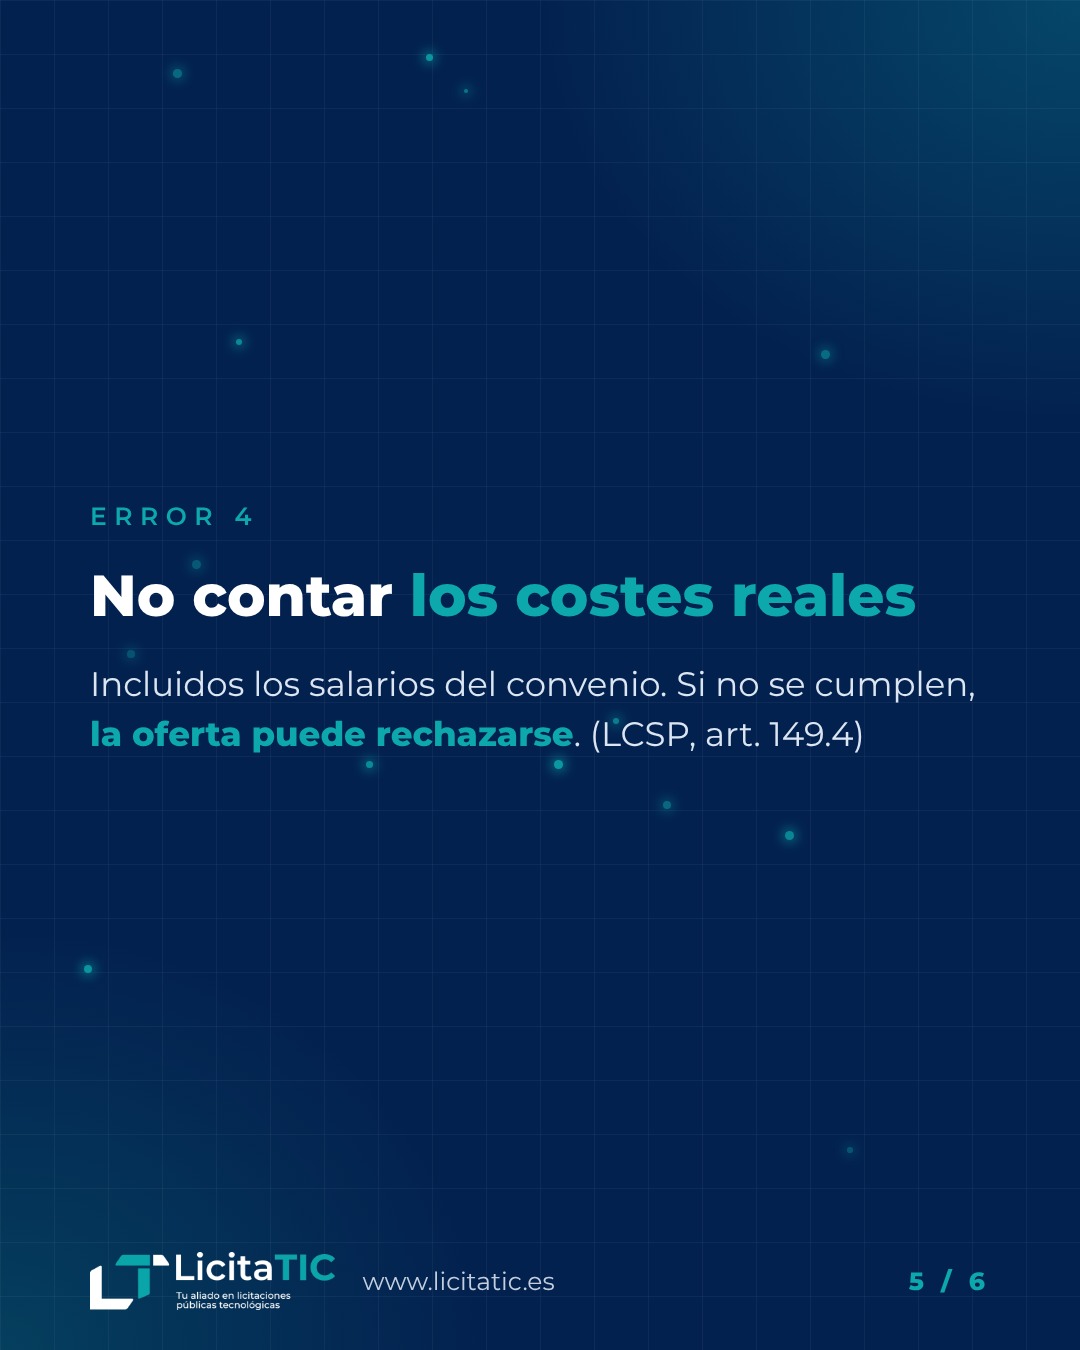 ERROR 4
No contar los costes reales
Incluidos los salarios del convenio. Si no se cumplen,
la oferta puede rechazarse. (LCSP, art. 149.4)
LicitaTIC
Tu aliado en licitaciones
públicas tecnológicas
www.licitatic.es
5 / 6